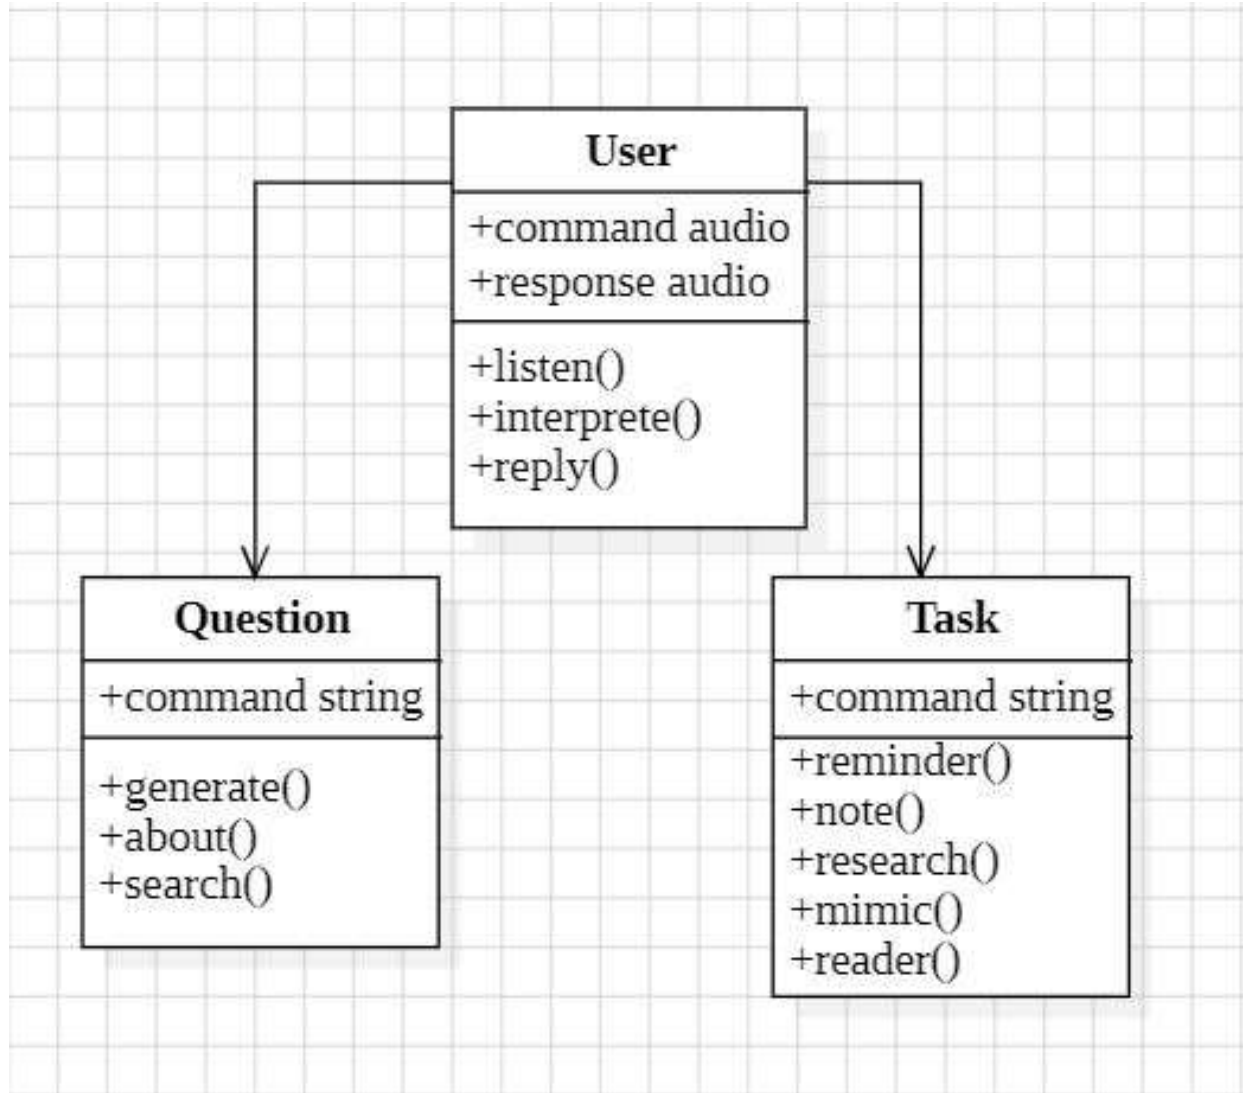 User
+command audio
+response audio
+listen()
+interprete()
+reply()
Question
+command string
+generate()
+about()
+search()
Task
+command string
+reminder()
+note()
+research()
+mimic()
+reader()